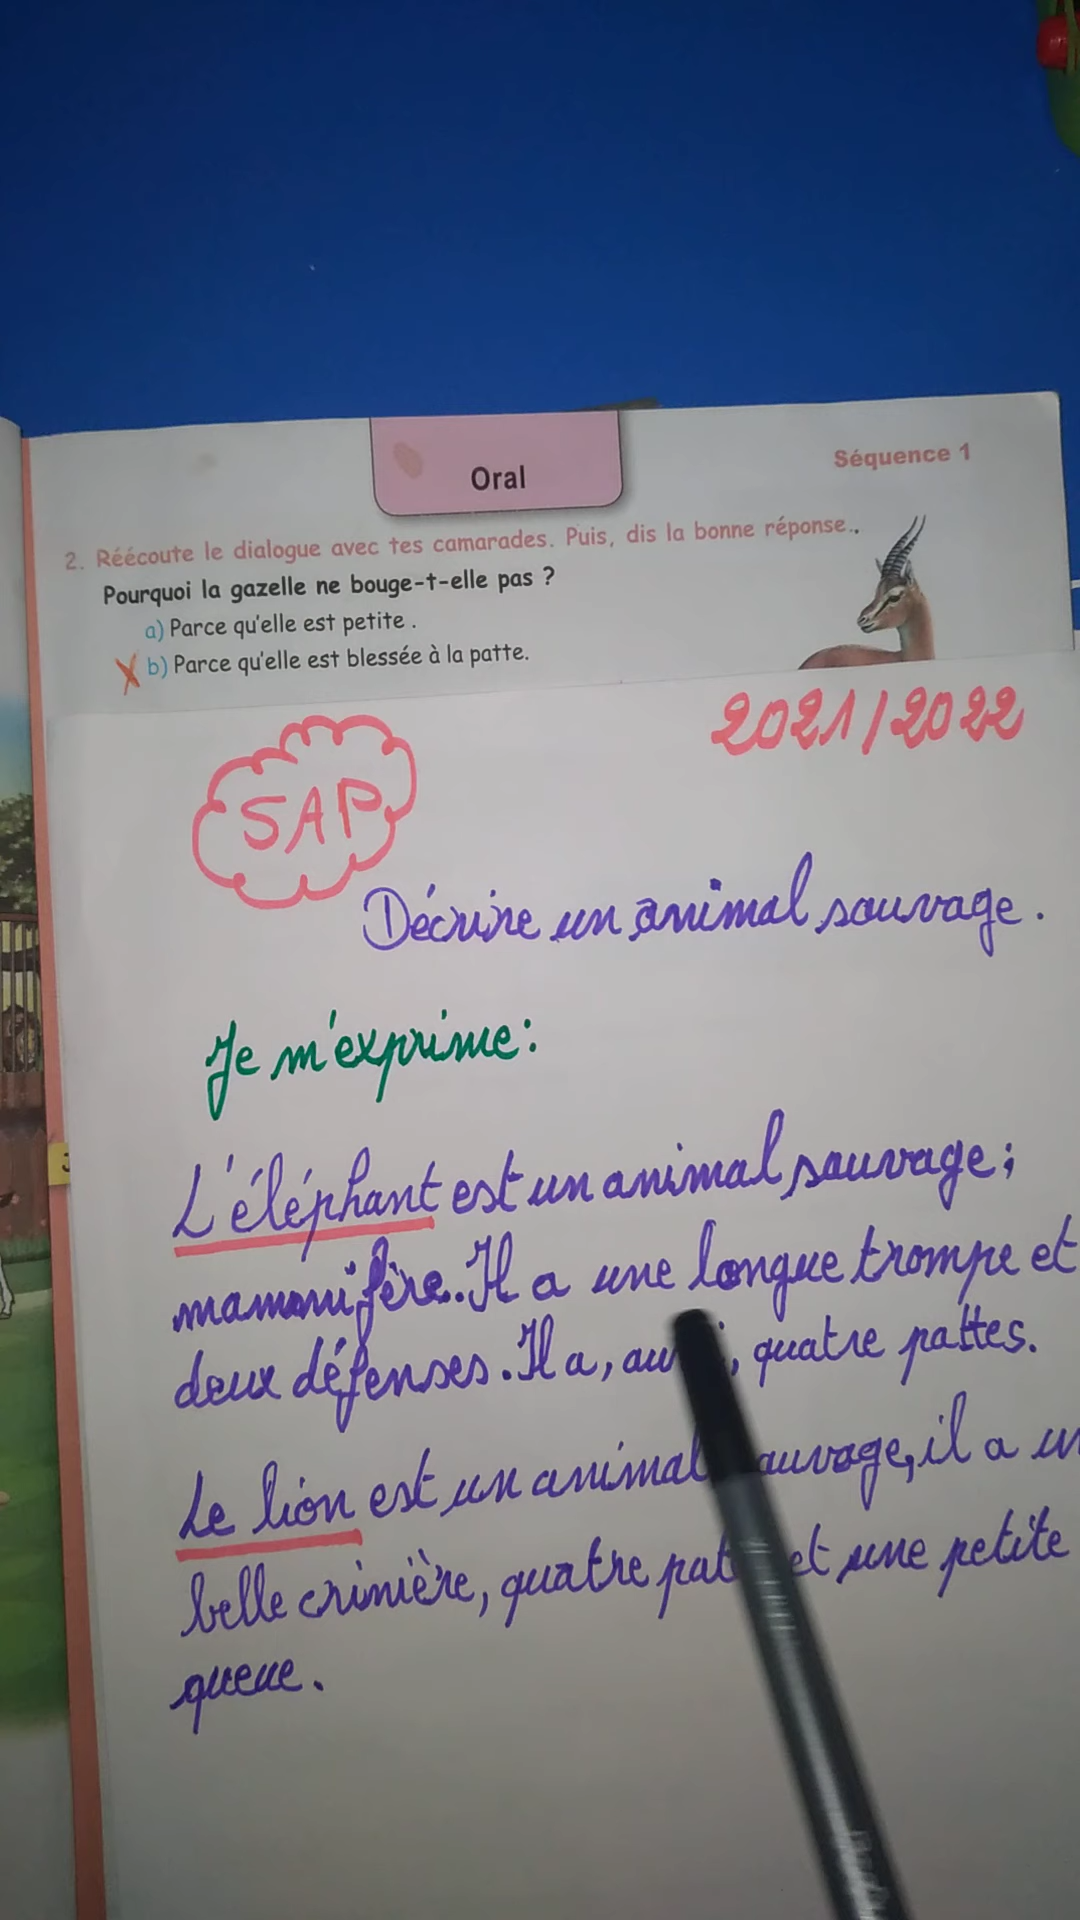 Oral
Séquence 1
2. Réécoute le dialogue avec tes camarades. Puis, dis la bonne réponse..
Pourquoi la gazelle ne bouge-t-elle pas ?
a) Parce qu'elle est petite .
X b) Parce qu'elle est blessée à la patte.
SAP
2021/2022
Décrire un animal sauvage.
Je m'exprime:
L'éléphant est un animal sauvage;
mammifère..Il a une longue trompe et
deux défenses. Il a, , quatre pattes.
Le lion est un animal il a
belle crinière, quatre et une petite
queue.